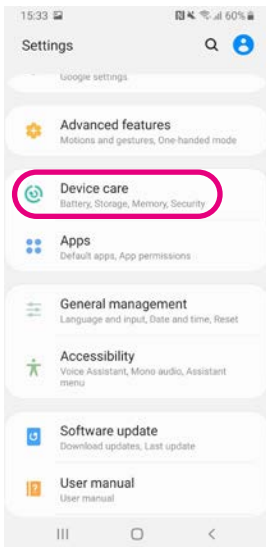 15:33 60%
Settings
Google settings
Advanced features
Motions and gestures, One-handed mode
Device care
Battery, Storage, Memory, Security
Apps
Default apps, App permissions
General management
Language and input, Date and time, Reset
Accessibility
Voice Assistant, Mono audio, Assistant
menu
Software update
Download updates, Last update
User manual
User manual